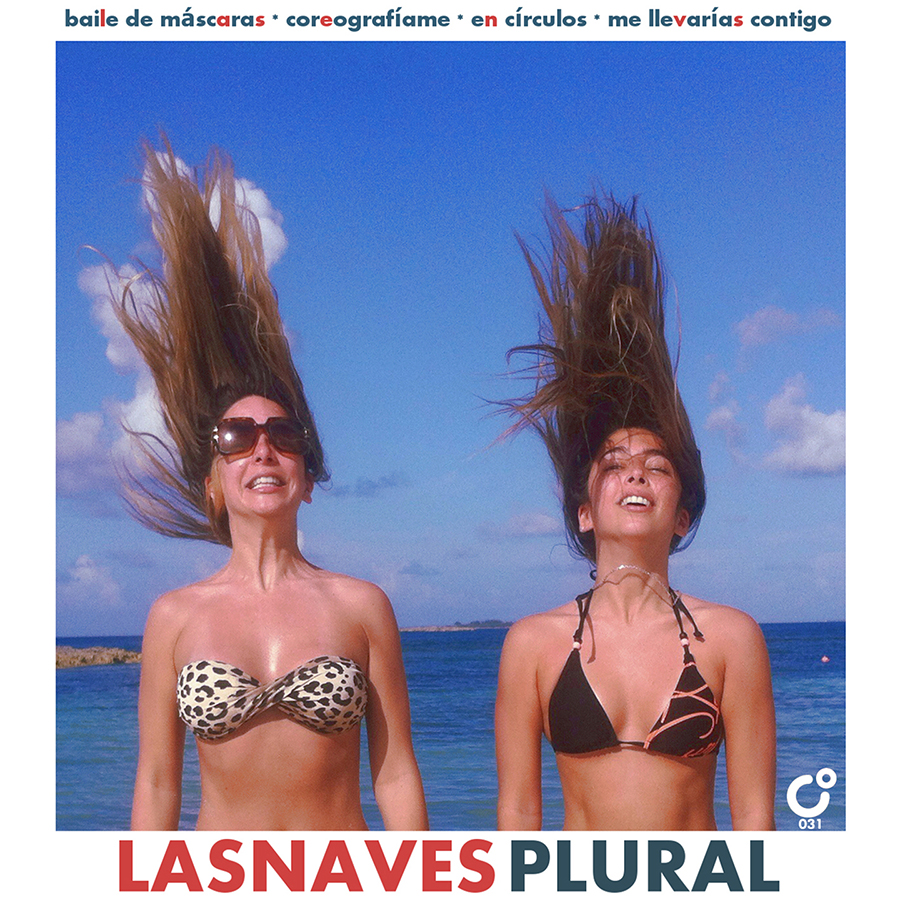 baile de máscaras * coreografíame * en círculos * me llevarías contigo
031
LASNAVES PLURAL